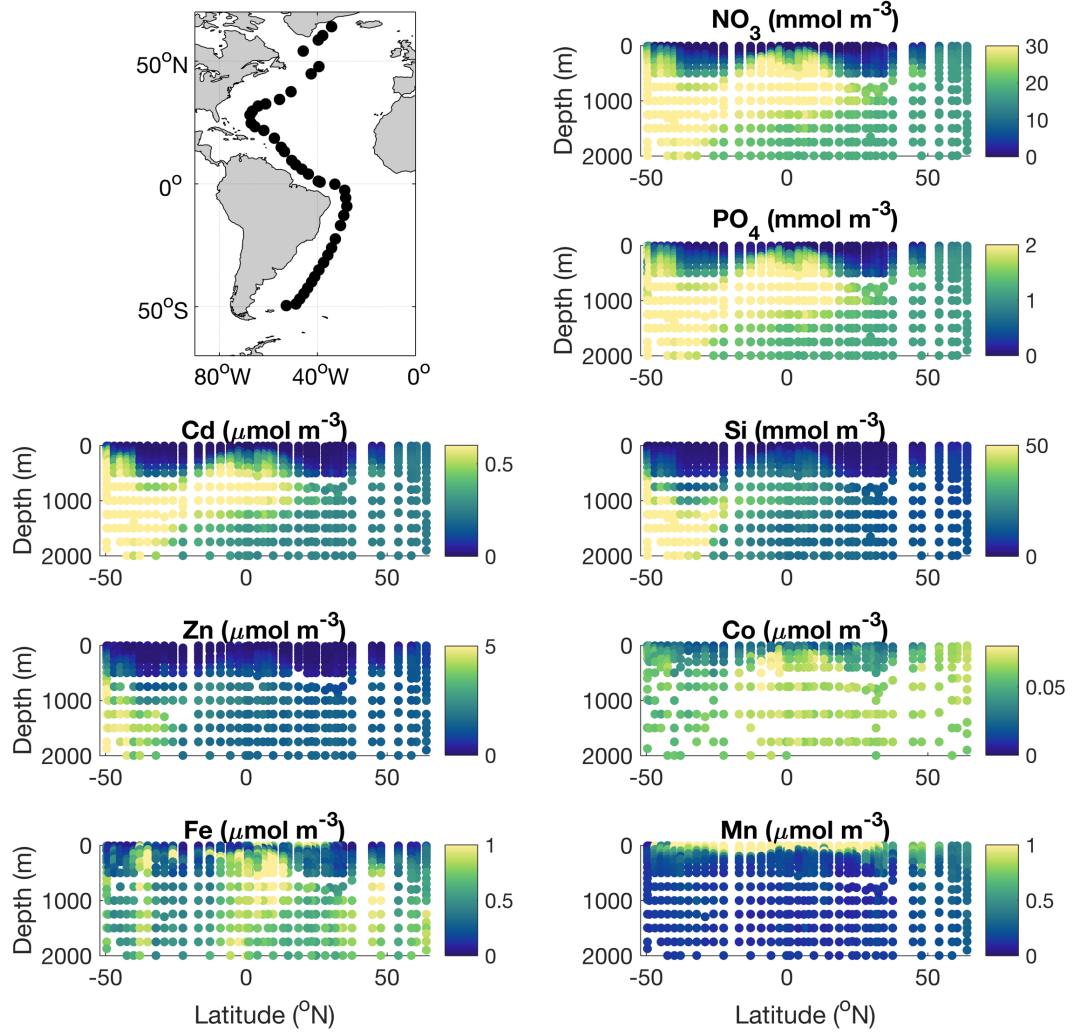 50°N
0°
50°S
80°W 40°W 0°
NO₃ (mmol m⁻³)
Depth (m)
0
1000
2000
-50 0 50
30
20
10
0
PO₄ (mmol m⁻³)
Depth (m)
0
1000
2000
-50 0 50
2
1
0
Cd (μmol m⁻³)
Depth (m)
0
1000
2000
-50 0 50
0.5
0
Si (mmol m⁻³)
0
1000
2000
-50 0 50
50
0
Zn (μmol m⁻³)
Depth (m)
0
1000
2000
-50 0 50
5
0
Co (μmol m⁻³)
0
1000
2000
-50 0 50
0.05
Fe (μmol m⁻³)
Depth (m)
0
1000
2000
-50 0 50
Latitude (°N)
1
0.5
0
Mn (μmol m⁻³)
0
1000
2000
-50 0 50
Latitude (°N)
1
0.5
0